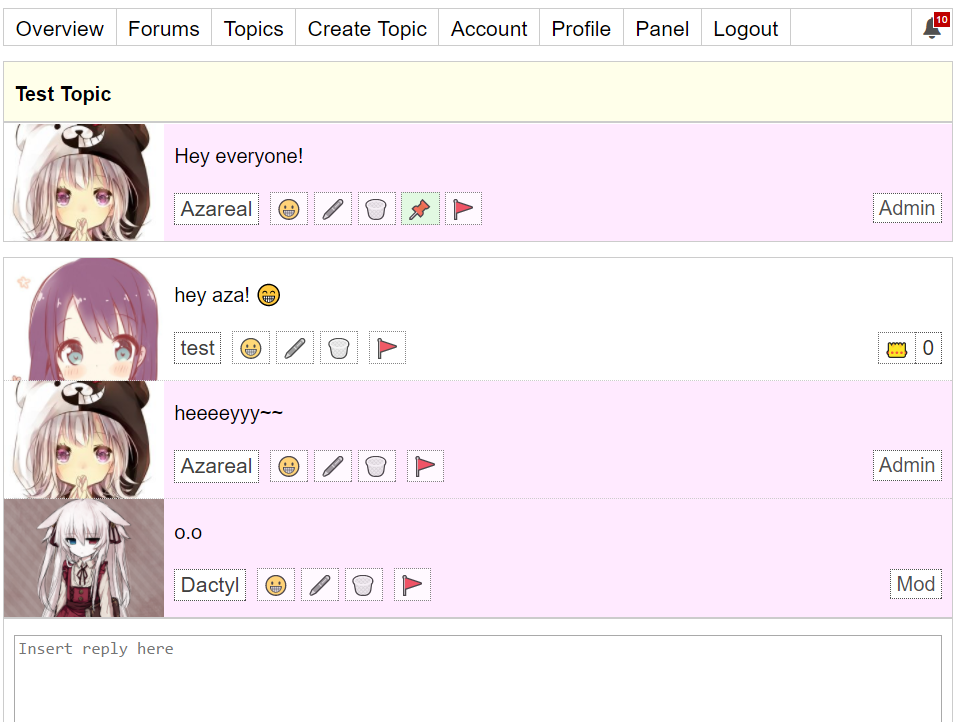 Overview Forums Topics Create Topic Account Profile Panel Logout 10
Test Topic
Hey everyone!
Azareal Admin
hey aza!
test 0
heeeeyyy~~
Azareal Admin
o.o
Dactyl Mod
Insert reply here